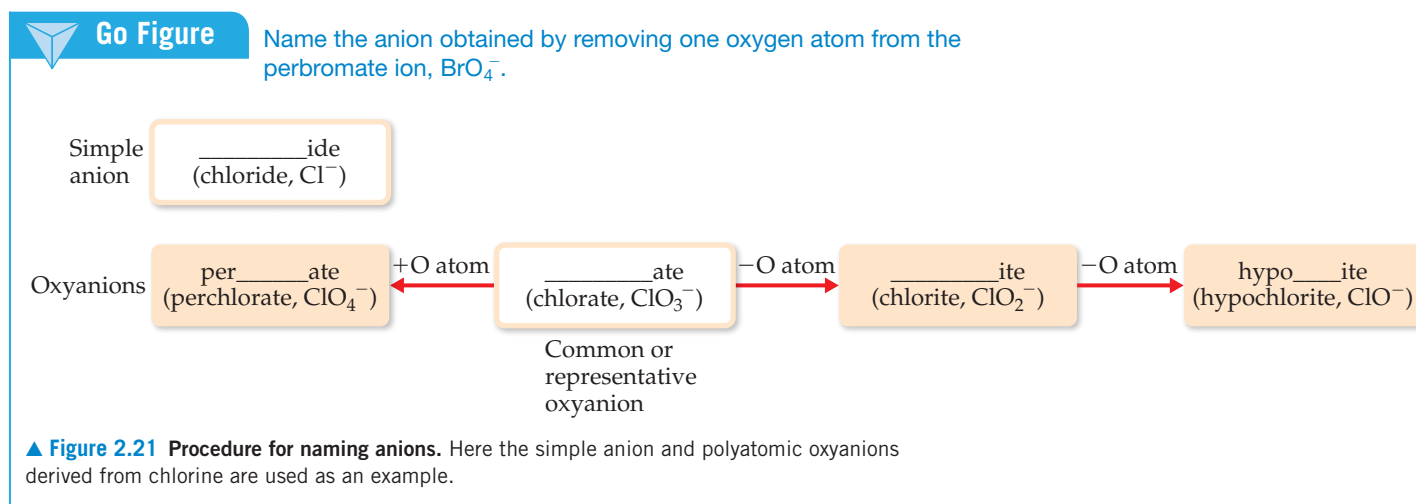 Go Figure
Name the anion obtained by removing one oxygen atom from the
perbromate ion, BrO₄⁻.
Simple
anion
_________ide
(chloride, Cl⁻)
Oxyanions
per______ate
(perchlorate, ClO₄⁻)
+O atom
_________ate
(chlorate, ClO₃⁻)
Common or
representative
oxyanion
−O atom
_________ite
(chlorite, ClO₂⁻)
−O atom
hypo____ite
(hypochlorite, ClO⁻)
▲ Figure 2.21 Procedure for naming anions. Here the simple anion and polyatomic oxyanions
derived from chlorine are used as an example.